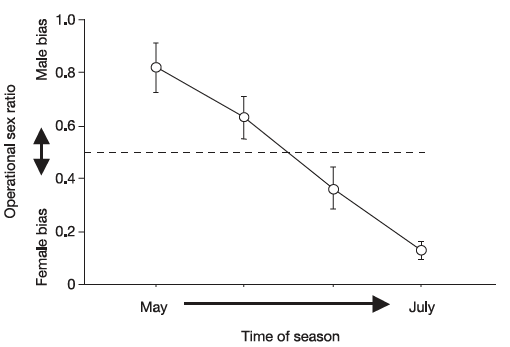 Operational sex ratio
Male bias
Female bias
1.0
0.8
0.6
0.4
0.2
0
May
July
Time of season